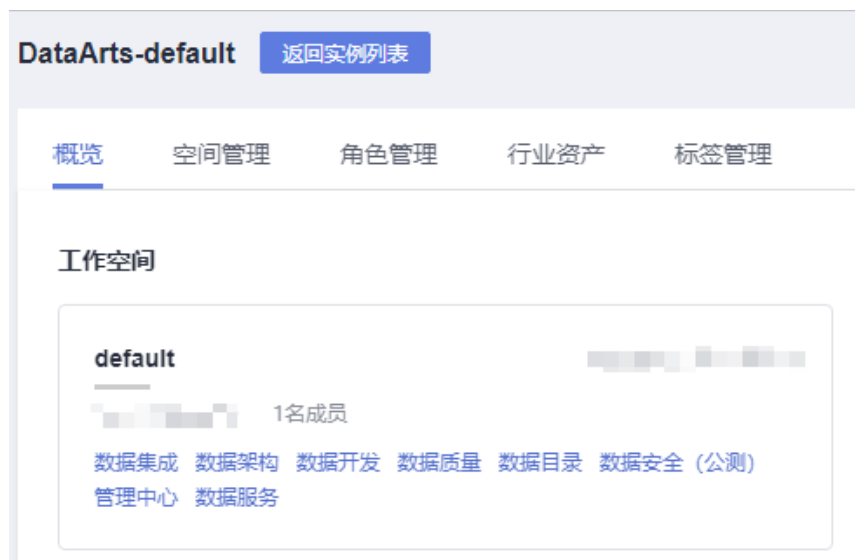 DataArts-default 返回实例列表
概览 空间管理 角色管理 行业资产 标签管理
工作空间
default
1名成员
数据集成 数据架构 数据开发 数据质量 数据目录 数据安全（公测）
管理中心 数据服务